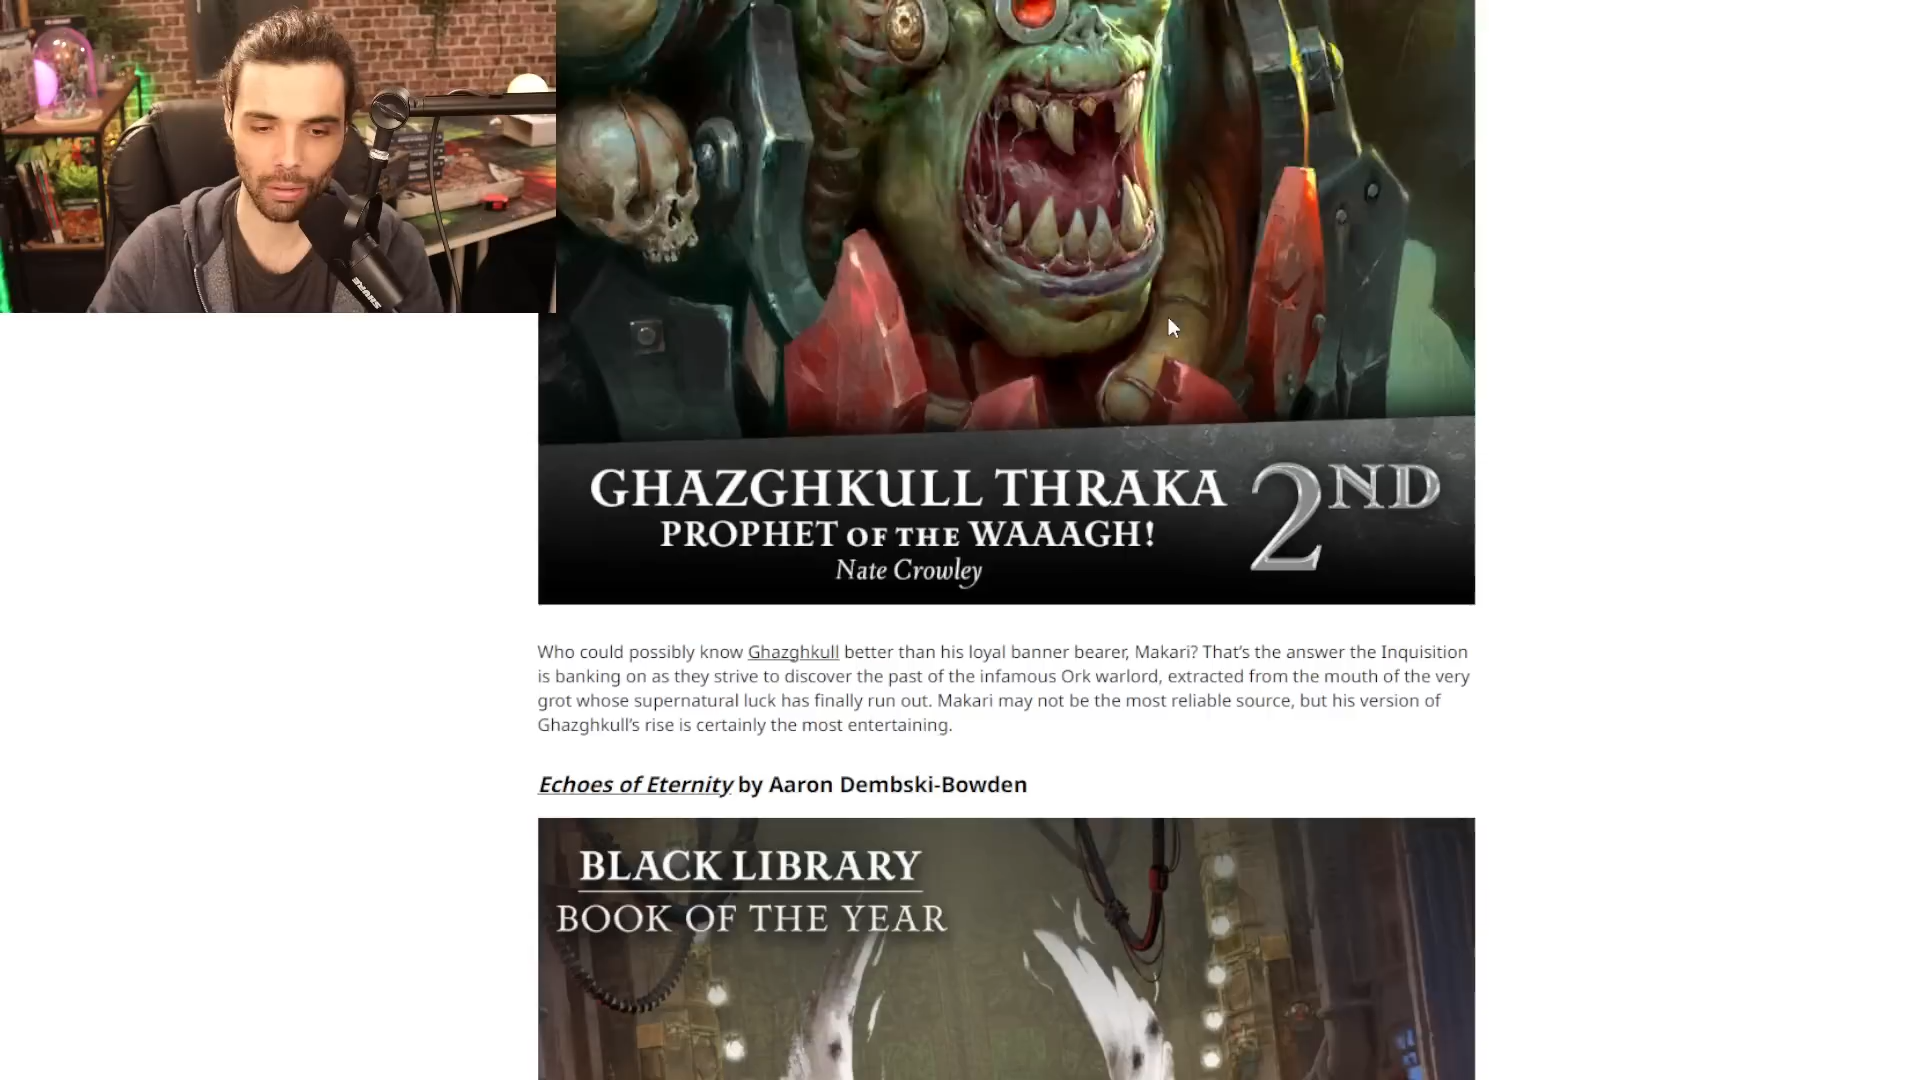 SHURE
GHAZGHKULL THRAKA
PROPHET OF THE WAAAGH!
Nate Crowley
2ND
Who could possibly know Ghazghkull better than his loyal banner bearer, Makari? That’s the answer the Inquisition
is banking on as they strive to discover the past of the infamous Ork warlord, extracted from the mouth of the very
grot whose supernatural luck has finally run out. Makari may not be the most reliable source, but his version of
Ghazghkull’s rise is certainly the most entertaining.
Echoes of Eternity by Aaron Dembski-Bowden
BLACK LIBRARY
BOOK OF THE YEAR